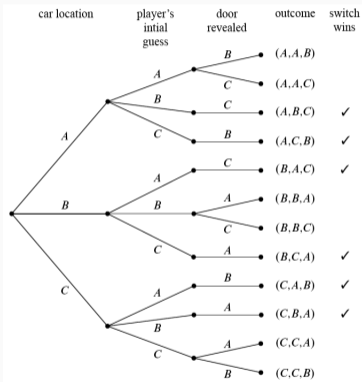 car location player's intial guess door revealed outcome switch wins
B (A,A,B)
A
C (A,A,C)
B C (A,B,C) ✓
C B (A,C,B) ✓
A
C (B,A,C) ✓
A
B B A (B,B,A)
C (B,B,C)
C A (B,C,A) ✓
C
B (C,A,B) ✓
A
A (C,B,A) ✓
B
A (C,C,A)
C
B (C,C,B)